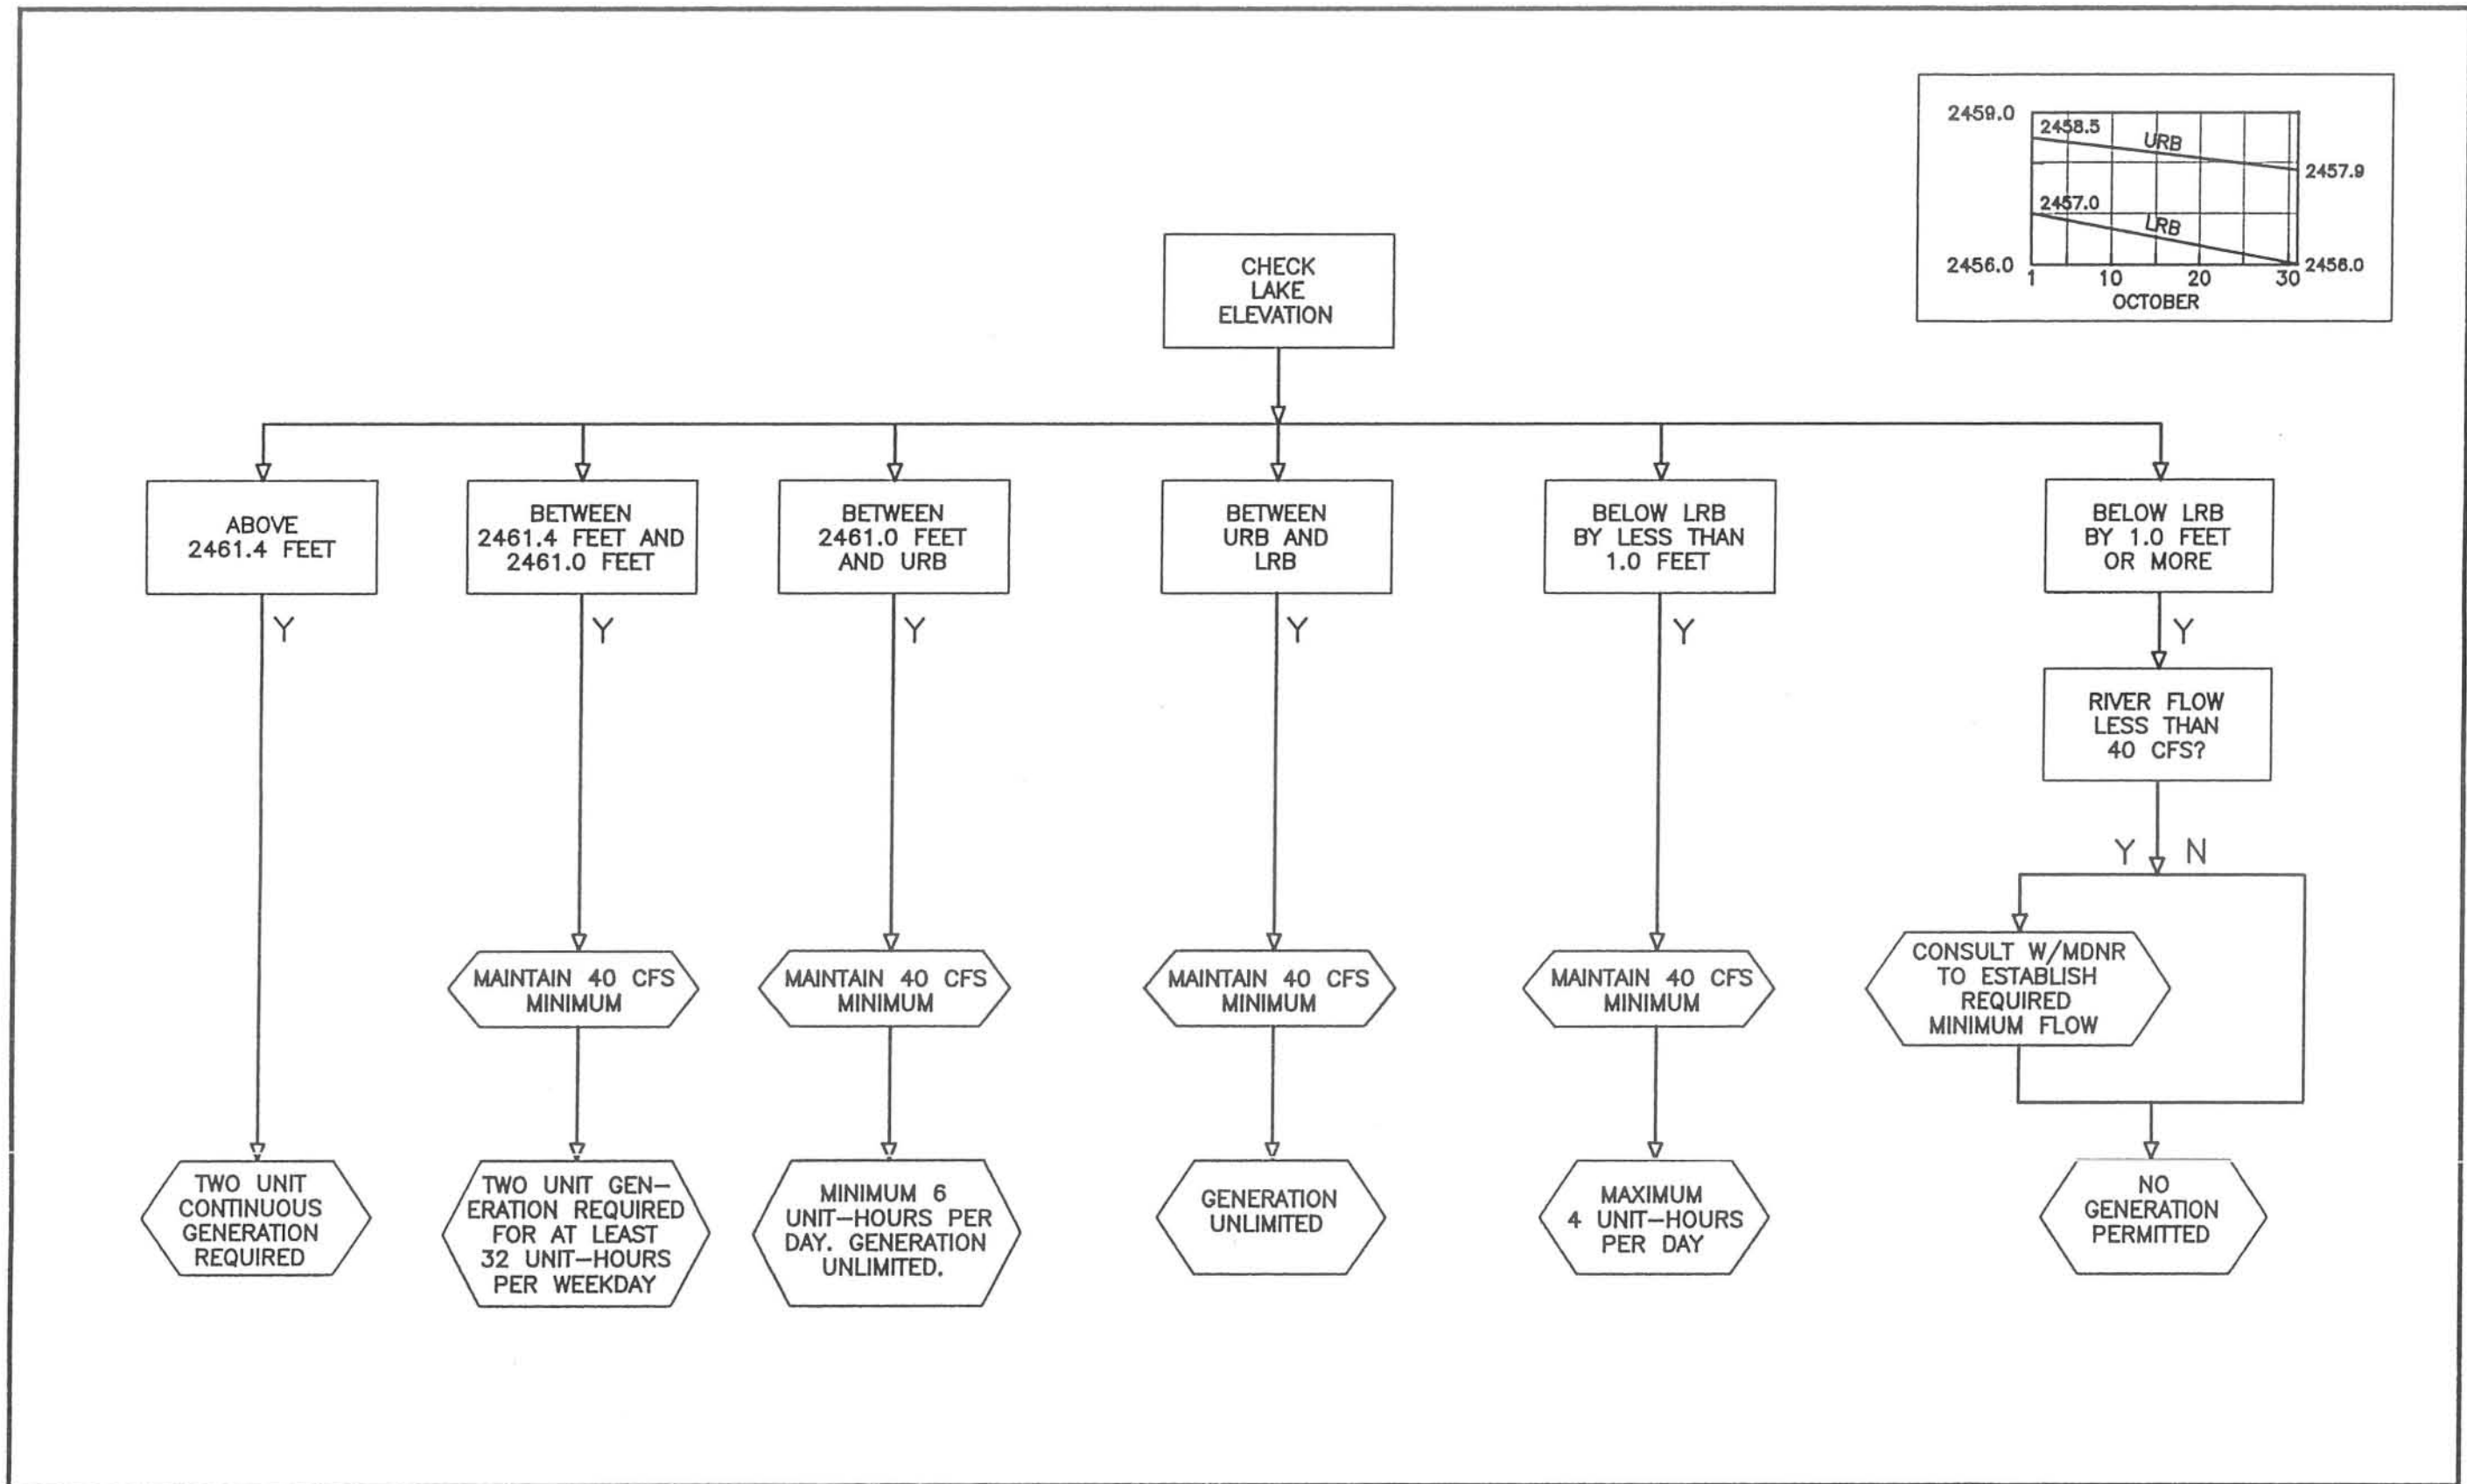 2459.0
2458.5
URB
2457.9
2457.0
LRB
2456.0
2456.0
1 10 20 30
OCTOBER
CHECK
LAKE
ELEVATION
ABOVE
2461.4 FEET
BETWEEN
2461.4 FEET AND
2461.0 FEET
BETWEEN
2461.0 FEET
AND URB
BETWEEN
URB AND
LRB
BELOW LRB
BY LESS THAN
1.0 FEET
BELOW LRB
BY 1.0 FEET
OR MORE
Y
Y
Y
Y
Y
Y
RIVER FLOW
LESS THAN
40 CFS?
Y N
MAINTAIN 40 CFS
MINIMUM
MAINTAIN 40 CFS
MINIMUM
MAINTAIN 40 CFS
MINIMUM
MAINTAIN 40 CFS
MINIMUM
CONSULT W/MDNR
TO ESTABLISH
REQUIRED
MINIMUM FLOW
TWO UNIT
CONTINUOUS
GENERATION
REQUIRED
TWO UNIT GEN-
ERATION REQUIRED
FOR AT LEAST
32 UNIT-HOURS
PER WEEKDAY
MINIMUM 6
UNIT-HOURS PER
DAY. GENERATION
UNLIMITED.
GENERATION
UNLIMITED
MAXIMUM
4 UNIT-HOURS
PER DAY
NO
GENERATION
PERMITTED